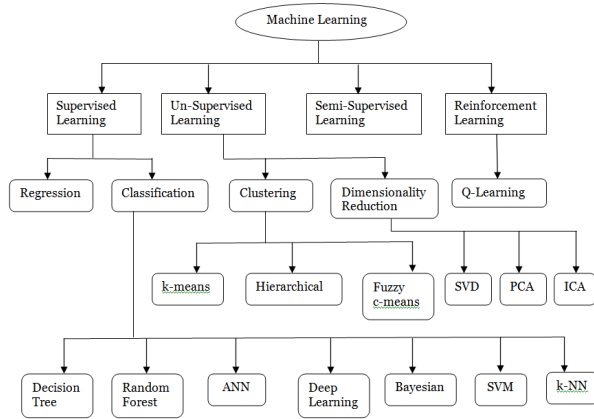 Machine Learning
Supervised
Learning
Un-Supervised
Learning
Semi-Supervised
Learning
Reinforcement
Learning
Regression
Classification
Clustering
Dimensionality
Reduction
Q-Learning
k-means
Hierarchical
Fuzzy
c-means
SVD
PCA
ICA
Decision
Tree
Random
Forest
ANN
Deep
Learning
Bayesian
SVM
k-NN